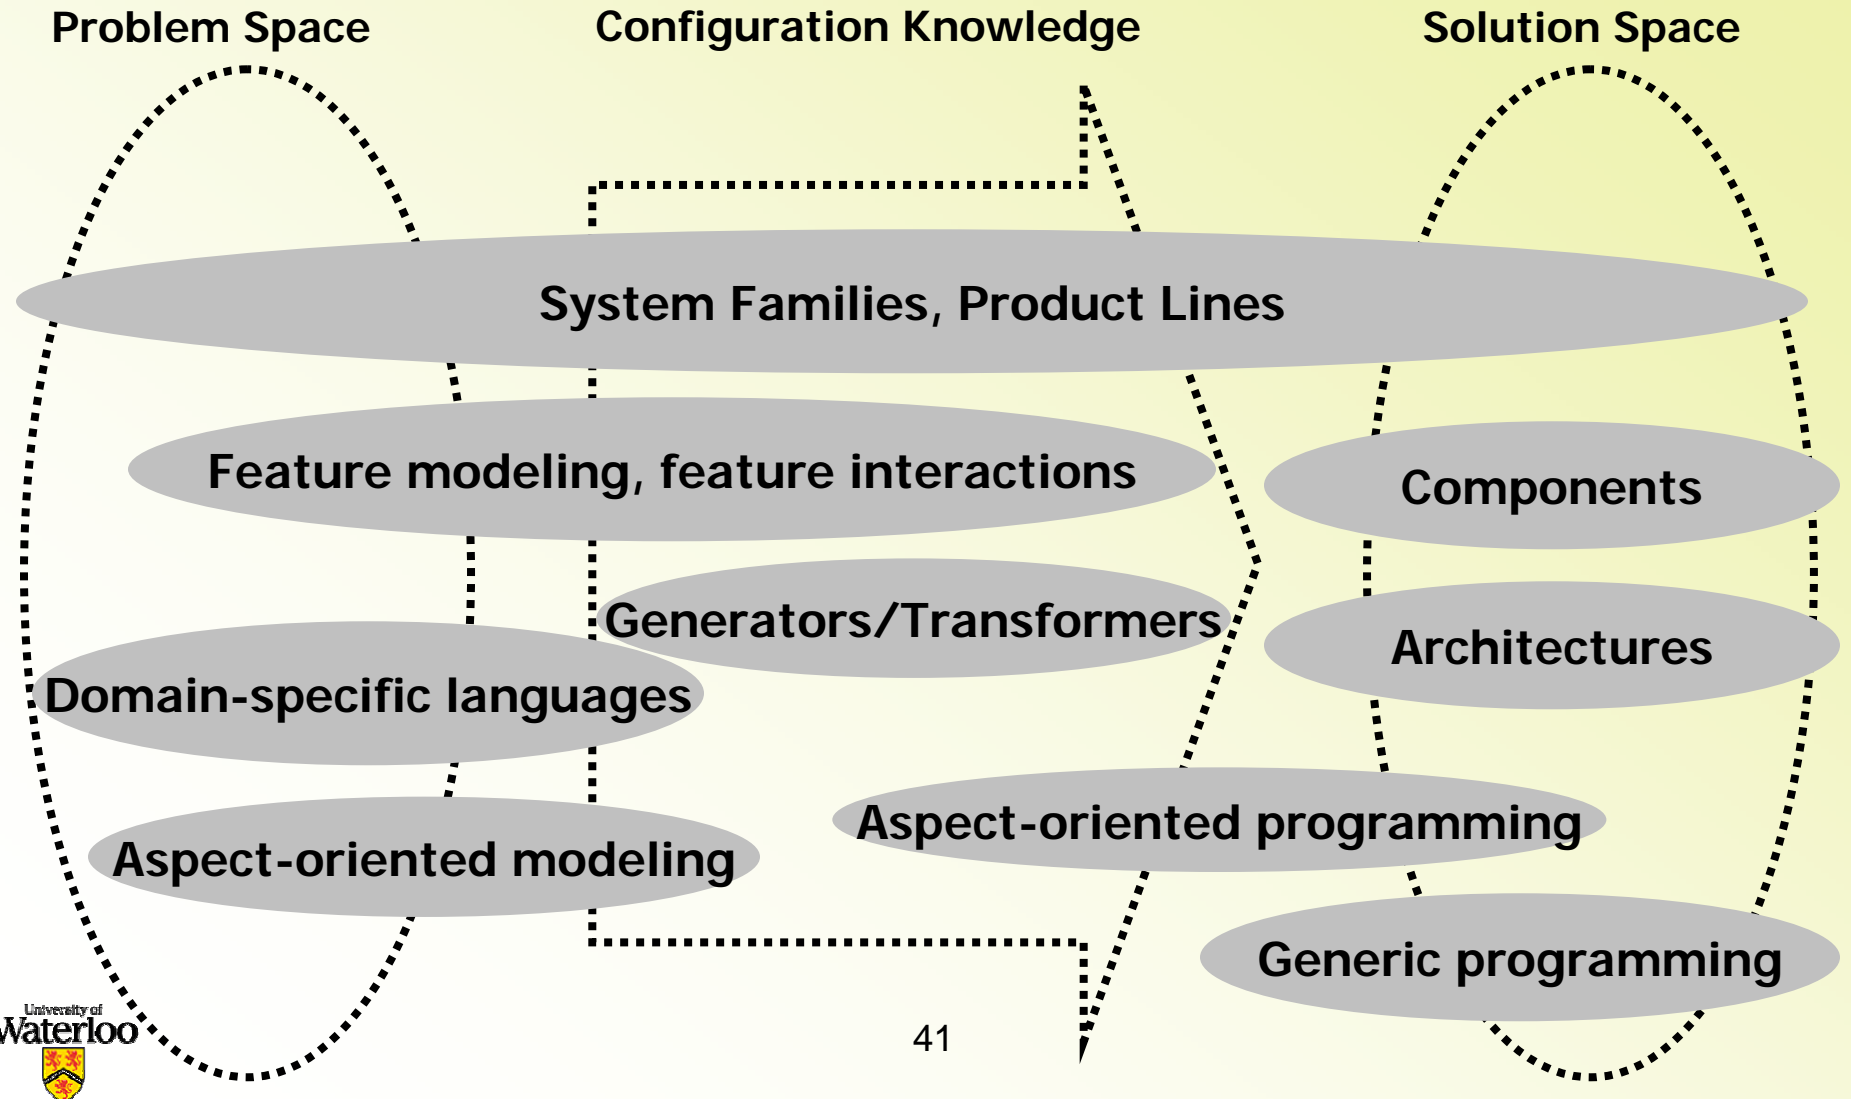 Problem Space
Configuration Knowledge
Solution Space
System Families, Product Lines
Feature modeling, feature interactions
Components
Generators/Transformers
Architectures
Domain-specific languages
Aspect-oriented programming
Aspect-oriented modeling
Generic programming
University of
Waterloo
41